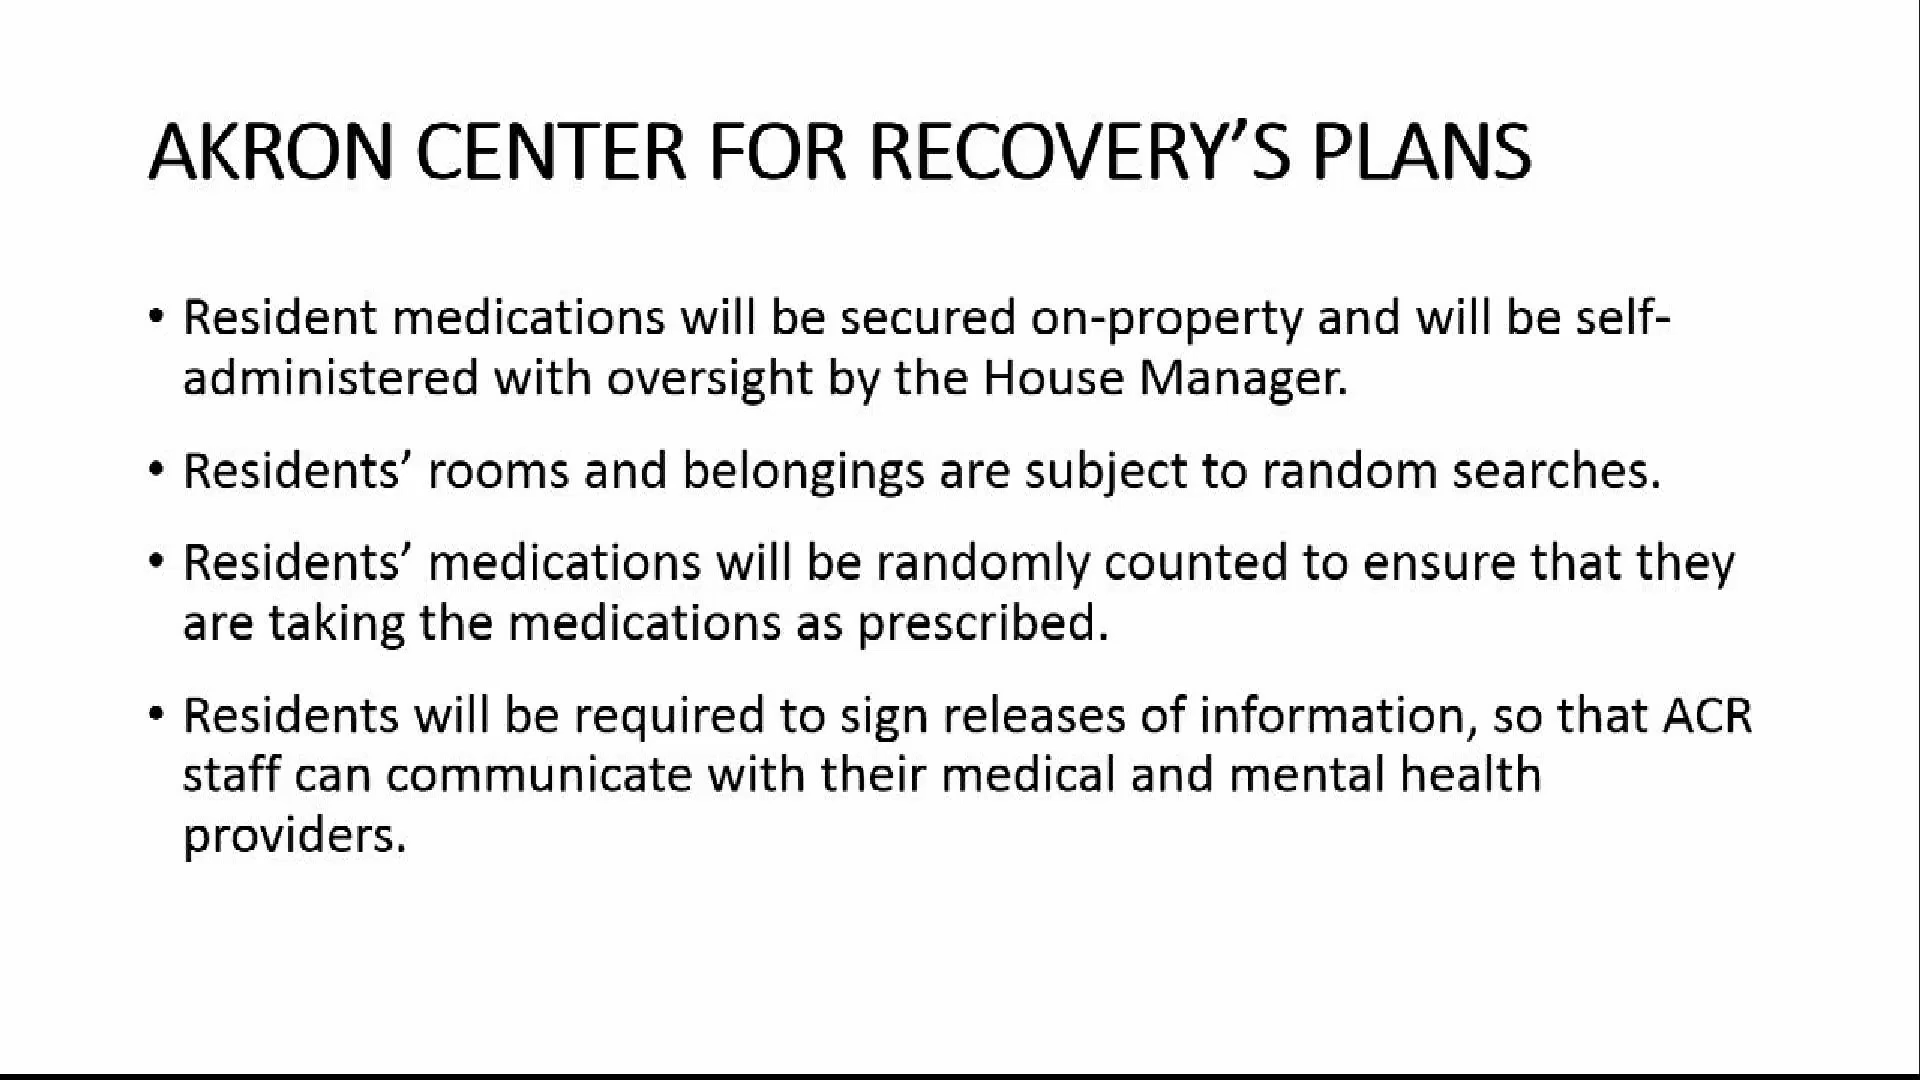 AKRON CENTER FOR RECOVERY’S PLANS
• Resident medications will be secured on-property and will be self-
administered with oversight by the House Manager.
• Residents’ rooms and belongings are subject to random searches.
• Residents’ medications will be randomly counted to ensure that they
are taking the medications as prescribed.
• Residents will be required to sign releases of information, so that ACR
staff can communicate with their medical and mental health
providers.